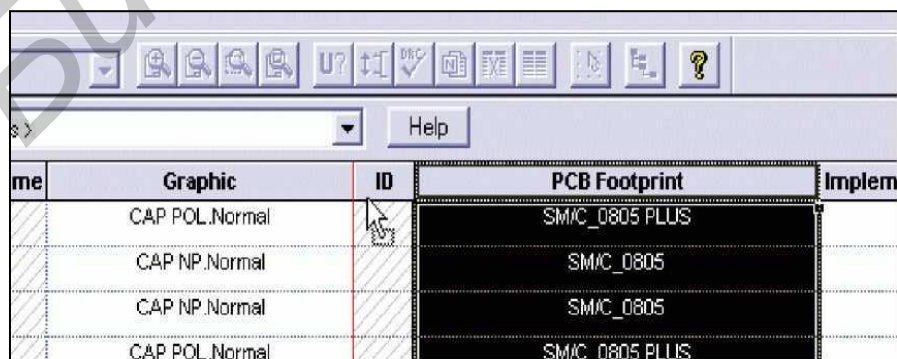 U? DRC N
s > Help
me Graphic ID PCB Footprint Implem
CAP POL.Normal SM/C_0805 PLUS
CAP NP.Normal SM/C_0805
CAP NP.Normal SM/C_0805
CAP POL.Normal SM/C_0805 PLUS